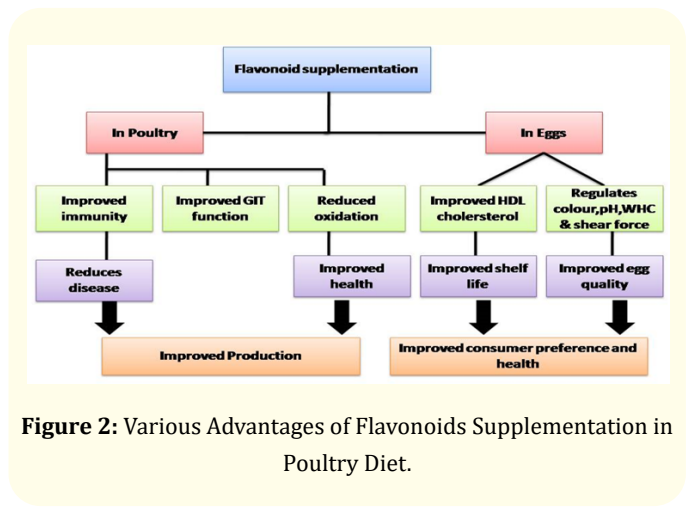 Flavonoid supplementation
In Poultry
In Eggs
Improved
immunity
Improved GIT
function
Reduced
oxidation
Improved HDL
cholersterol
Regulates
colour,pH,WHC
& shear force
Reduces
disease
Improved
health
Improved shelf
life
Improved egg
quality
Improved Production
Improved consumer preference and
health
Figure 2: Various Advantages of Flavonoids Supplementation in
Poultry Diet.